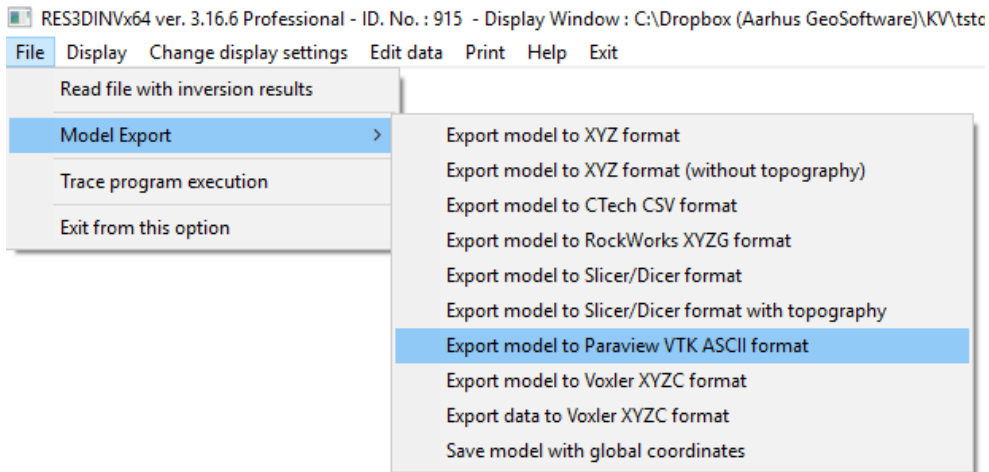 RES3DINVx64 ver. 3.16.6 Professional - ID. No. : 915 - Display Window : C:\Dropbox (Aarhus GeoSoftware)\KV\tstd
File Display Change display settings Edit data Print Help Exit
Read file with inversion results
Model Export >
Trace program execution
Exit from this option
Export model to XYZ format
Export model to XYZ format (without topography)
Export model to CTech CSV format
Export model to RockWorks XYZG format
Export model to Slicer/Dicer format
Export model to Slicer/Dicer format with topography
Export model to Paraview VTK ASCII format
Export model to Voxler XYZC format
Export data to Voxler XYZC format
Save model with global coordinates